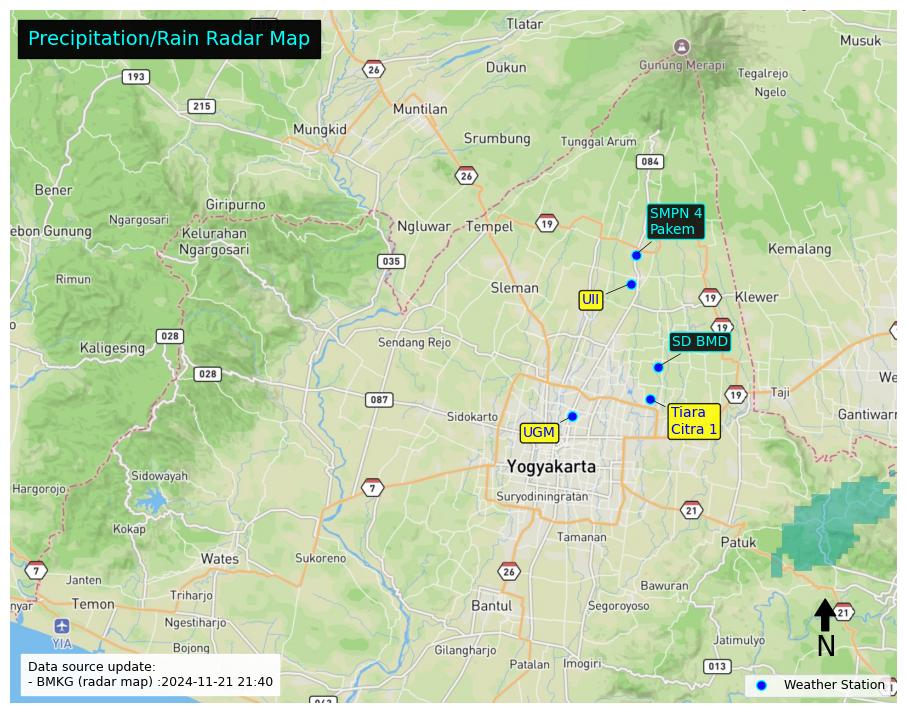 Precipitation/Rain Radar Map
Tlatar
Musuk
26
Dukun
Gunung Merapi
Tegalrejo
193
Ngelo
215
Muntilan
Mungkid
Srumbung
Tunggal Arum
084
26
Bener
Giripurno
SMPN 4
Pakem
Ngargosari
Ngluwar
Tempel
19
ebon Gunung
Kelurahan
Ngargosari
Kemalang
035
Rimun
Sleman
UII
19
Klewer
19
028
Sendang Rejo
SD BMD
Kaligesing
028
We
087
19
Taji
Sidokarto
Tiara
Citra 1
Gantiwarn
UGM
Yogyakarta
Sidowayah
Hargorojo
7
Suryodiningratan
21
Kokap
Tamanan
Patuk
Wates
Sukoreno
7
26
Janten
Bawuran
Triharjo
nyar
Temon
Bantul
Segoroyoso
21
Ngestiharjo
YIA
Jatimulyo
N
Bojong
Gilangharjo
Patalan
Imogiri
013
Data source update:
- BMKG (radar map) :2024-11-21 21:40
Weather Station